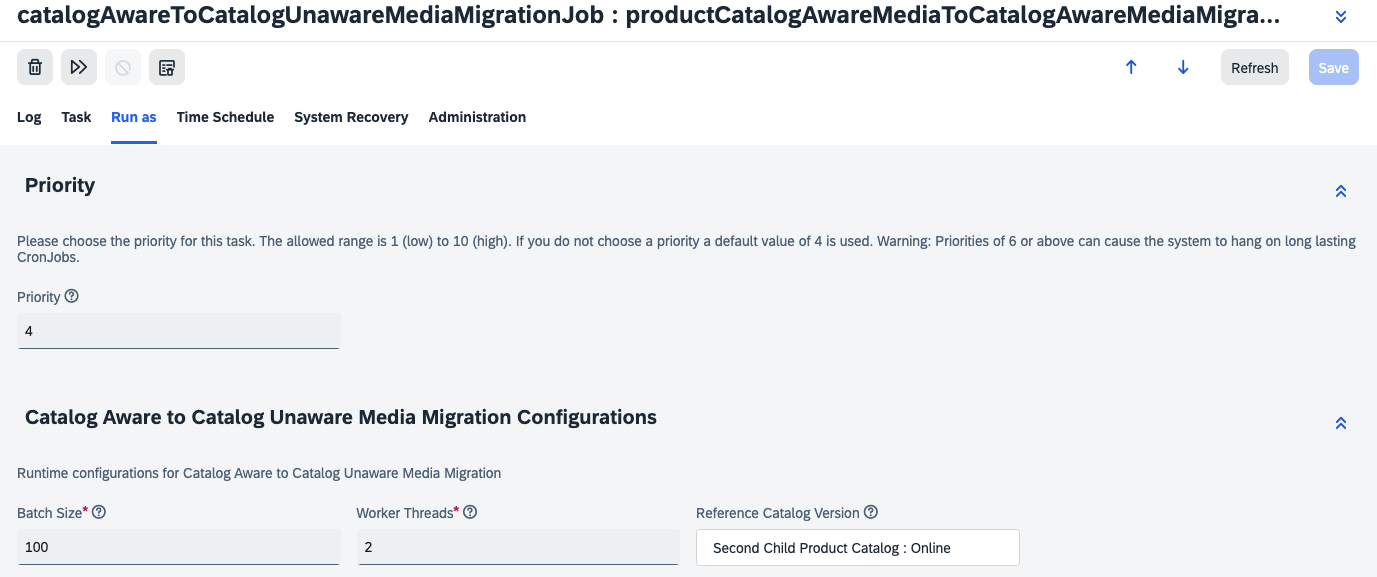 catalogAwareToCatalogUnawareMediaMigrationJob : productCatalogAwareMediaToCatalogAwareMediaMigra...
Refresh
Save
Log Task Run as Time Schedule System Recovery Administration
Priority
Please choose the priority for this task. The allowed range is 1 (low) to 10 (high). If you do not choose a priority a default value of 4 is used. Warning: Priorities of 6 or above can cause the system to hang on long lasting
CronJobs.
Priority
4
Catalog Aware to Catalog Unaware Media Migration Configurations
Runtime configurations for Catalog Aware to Catalog Unaware Media Migration
Batch Size* Worker Threads* Reference Catalog Version
100 2 Second Child Product Catalog : Online